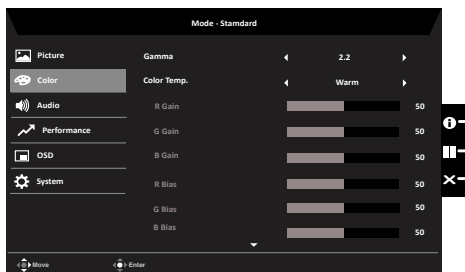 Mode - Stamdard
Picture
Gamma 2.2
Color
Color Temp. Warm
Audio
R Gain 50
Performance
G Gain 50
OSD
B Gain 50
System
R Bias 50
G Bias 50
B Bias 50
Move Enter